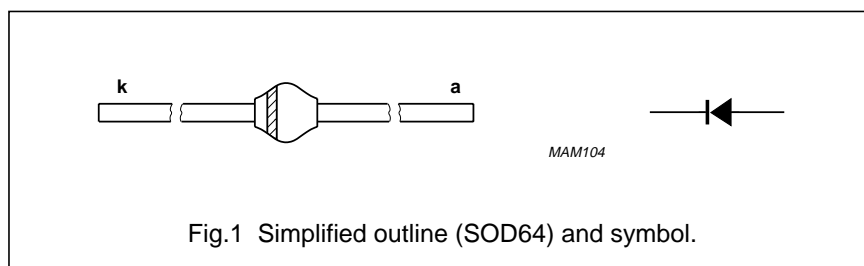 k
a
MAM104
Fig.1 Simplified outline (SOD64) and symbol.